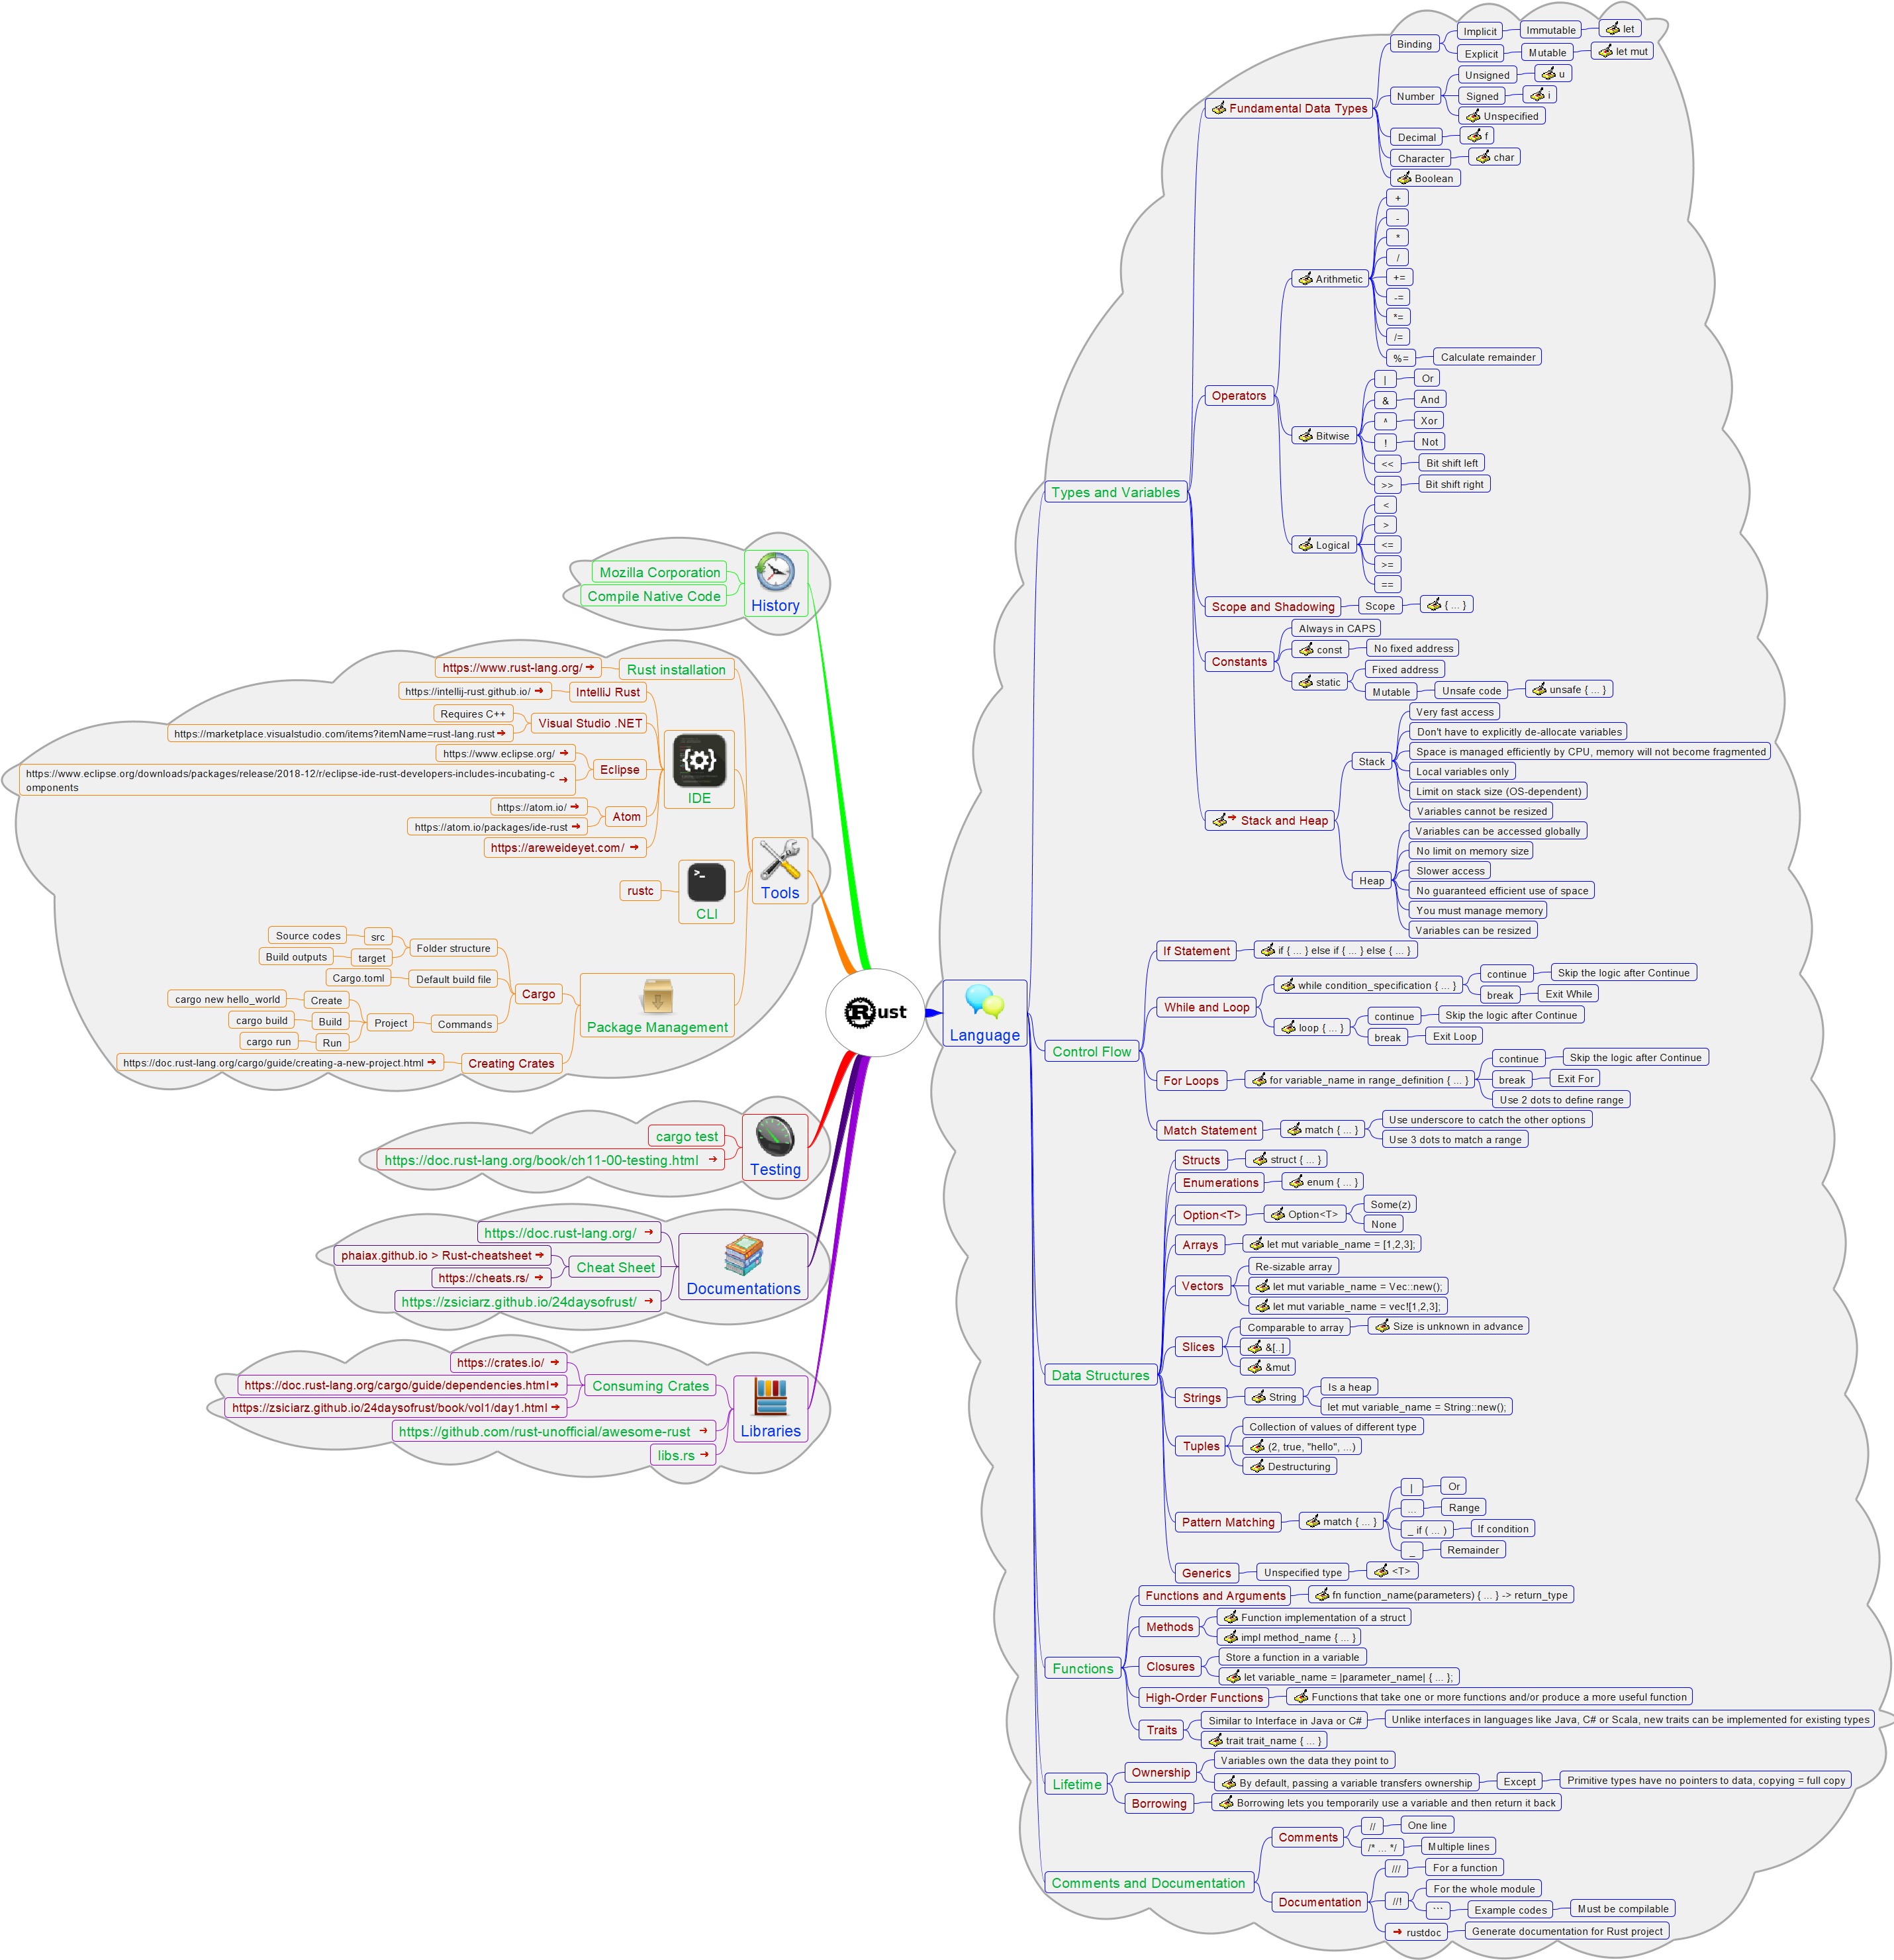 Rust
History
Mozilla Corporation
Compile Native Code
Tools
Rust installation
https://www.rust-lang.org/
IDE
IntelliJ Rust
https://intellij-rust.github.io/
Visual Studio .NET
Requires C++
https://marketplace.visualstudio.com/items?itemName=rust-lang.rust
Eclipse
https://www.eclipse.org/
https://www.eclipse.org/downloads/packages/release/2018-12/r/eclipse-ide-rust-developers-includes-incubating-c
omponents
Atom
https://atom.io/
https://atom.io/packages/ide-rust
https://areweideyet.com/
>_
CLI
rustc
Package Management
Cargo
Folder structure
src
Source codes
target
Build outputs
Default build file
Cargo.toml
Commands
Project
Create
cargo new hello_world
Build
cargo build
Run
cargo run
Creating Crates
https://doc.rust-lang.org/cargo/guide/creating-a-new-project.html
Testing
cargo test
https://doc.rust-lang.org/book/ch11-00-testing.html
Documentations
https://doc.rust-lang.org/
Cheat Sheet
phaiax.github.io > Rust-cheatsheet
https://cheats.rs/
https://zsiciarz.github.io/24daysofrust/
Libraries
Consuming Crates
https://crates.io/
https://doc.rust-lang.org/cargo/guide/dependencies.html
https://zsiciarz.github.io/24daysofrust/book/vol1/day1.html
https://github.com/rust-unofficial/awesome-rust
libs.rs
Language
Types and Variables
Fundamental Data Types
Binding
Implicit
Immutable
let
Explicit
Mutable
let mut
Number
Unsigned
u
Signed
i
Unspecified
Decimal
f
Character
char
Boolean
Operators
Arithmetic
+
-
*
/
+=
-=
*=
/=
%=
Calculate remainder
Bitwise
|
Or
&
And
^
Xor
!
Not
<<
Bit shift left
>>
Bit shift right
Logical
<
>
<=
>=
==
Scope and Shadowing
Scope
{ ... }
Constants
Always in CAPS
const
No fixed address
static
Fixed address
Mutable
Unsafe code
unsafe { ... }
Stack and Heap
Stack
Very fast access
Don't have to explicitly de-allocate variables
Space is managed efficiently by CPU, memory will not become fragmented
Local variables only
Limit on stack size (OS-dependent)
Variables cannot be resized
Heap
Variables can be accessed globally
No limit on memory size
Slower access
No guaranteed efficient use of space
You must manage memory
Variables can be resized
Control Flow
If Statement
if { ... } else if { ... } else { ... }
While and Loop
while condition_specification { ... }
continue
Skip the logic after Continue
break
Exit While
loop { ... }
continue
Skip the logic after Continue
break
Exit Loop
For Loops
for variable_name in range_definition { ... }
continue
Skip the logic after Continue
break
Exit For
Use 2 dots to define range
Match Statement
match { ... }
Use underscore to catch the other options
Use 3 dots to match a range
Data Structures
Structs
struct { ... }
Enumerations
enum { ... }
Option<T>
Option<T>
Some(z)
None
Arrays
let mut variable_name = [1,2,3];
Vectors
Re-sizable array
let mut variable_name = Vec::new();
let mut variable_name = vec![1,2,3];
Slices
Comparable to array
Size is unknown in advance
&[..]
&mut
Strings
String
Is a heap
let mut variable_name = String::new();
Tuples
Collection of values of different type
(2, true, "hello", ...)
Destructuring
Pattern Matching
match { ... }
|
Or
...
Range
_ if ( ... )
If condition
_
Remainder
Generics
Unspecified type
<T>
Functions
Functions and Arguments
fn function_name(parameters) { ... } -> return_type
Methods
Function implementation of a struct
impl method_name { ... }
Closures
Store a function in a variable
let variable_name = |parameter_name| { ... };
High-Order Functions
Functions that take one or more functions and/or produce a more useful function
Traits
Similar to Interface in Java or C#
Unlike interfaces in languages like Java, C# or Scala, new traits can be implemented for existing types
trait trait_name { ... }
Lifetime
Ownership
Variables own the data they point to
By default, passing a variable transfers ownership
Except
Primitive types have no pointers to data, copying = full copy
Borrowing
Borrowing lets you temporarily use a variable and then return it back
Comments and Documentation
Comments
//
One line
/* ... */
Multiple lines
Documentation
///
For a function
//!
For the whole module
```
Example codes
Must be compilable
rustdoc
Generate documentation for Rust project